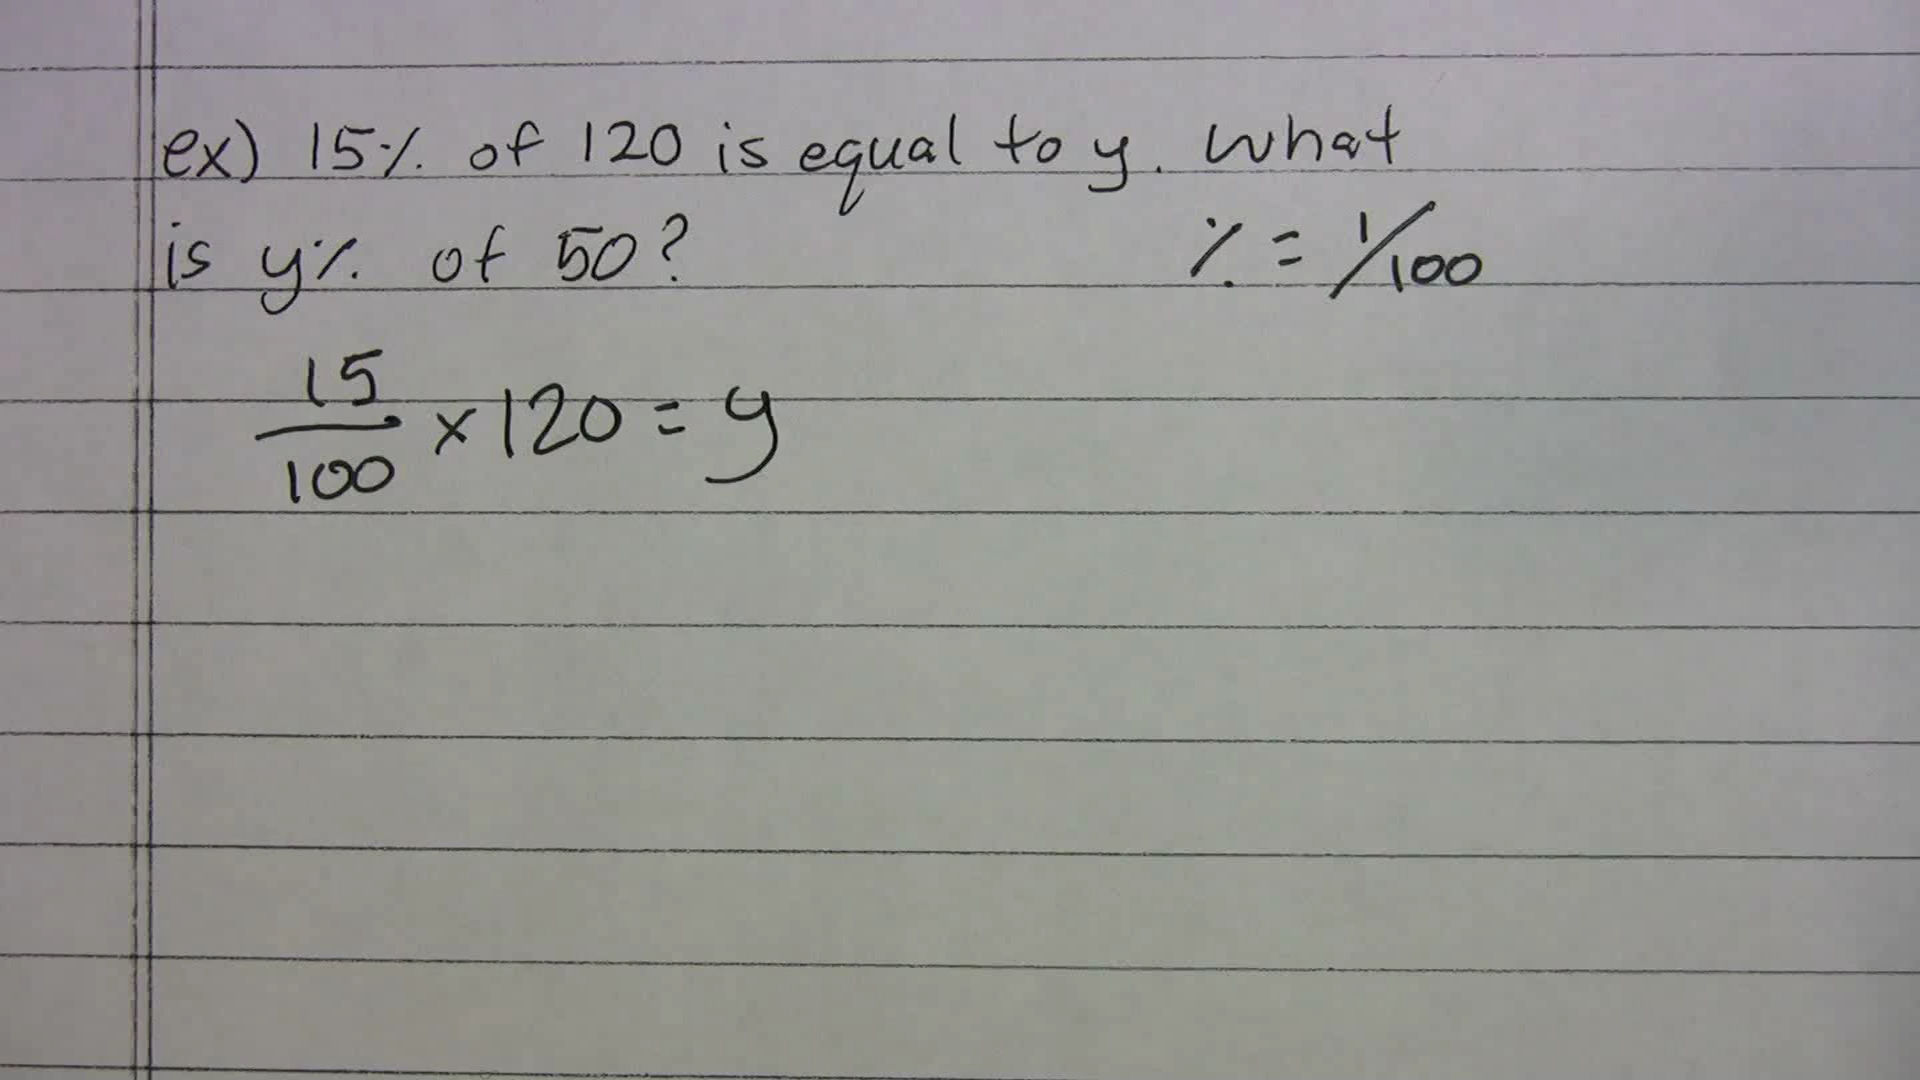 ex) 15% of 120 is equal to y. What
is y% of 50?
% = 1/100
15/100 × 120 = y